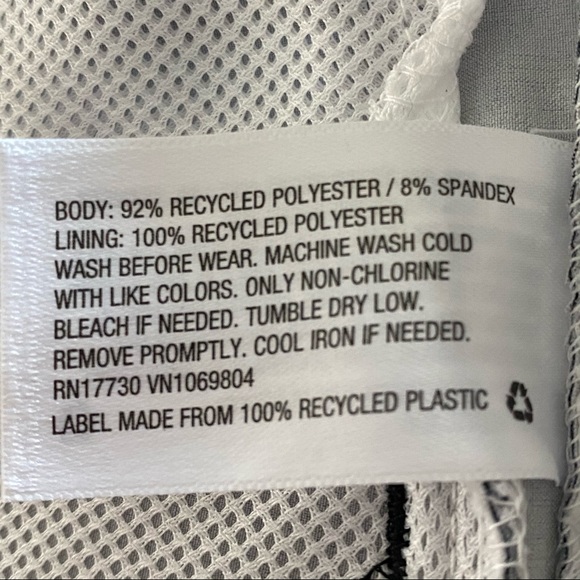 BODY: 92% RECYCLED POLYESTER / 8% SPANDEX
LINING: 100% RECYCLED POLYESTER
WASH BEFORE WEAR. MACHINE WASH COLD
WITH LIKE COLORS. ONLY NON-CHLORINE
BLEACH IF NEEDED. TUMBLE DRY LOW.
REMOVE PROMPTLY. COOL IRON IF NEEDED.
RN17730 VN1069804
LABEL MADE FROM 100% RECYCLED PLASTIC